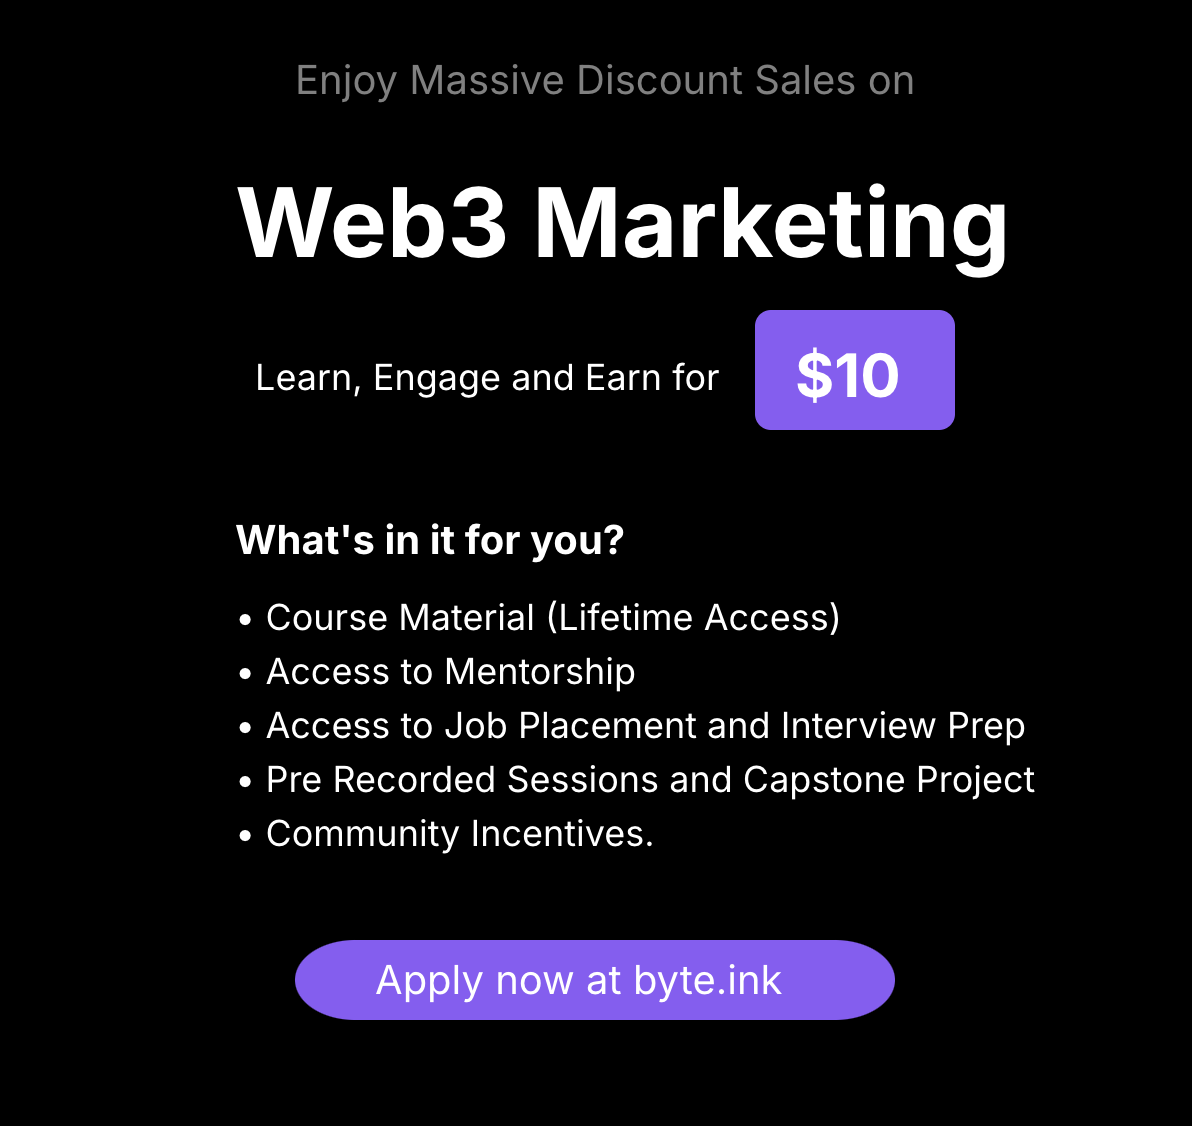 Enjoy Massive Discount Sales on
Web3 Marketing
Learn, Engage and Earn for $10
What's in it for you?
• Course Material (Lifetime Access)
• Access to Mentorship
• Access to Job Placement and Interview Prep
• Pre Recorded Sessions and Capstone Project
• Community Incentives.
Apply now at byte.ink